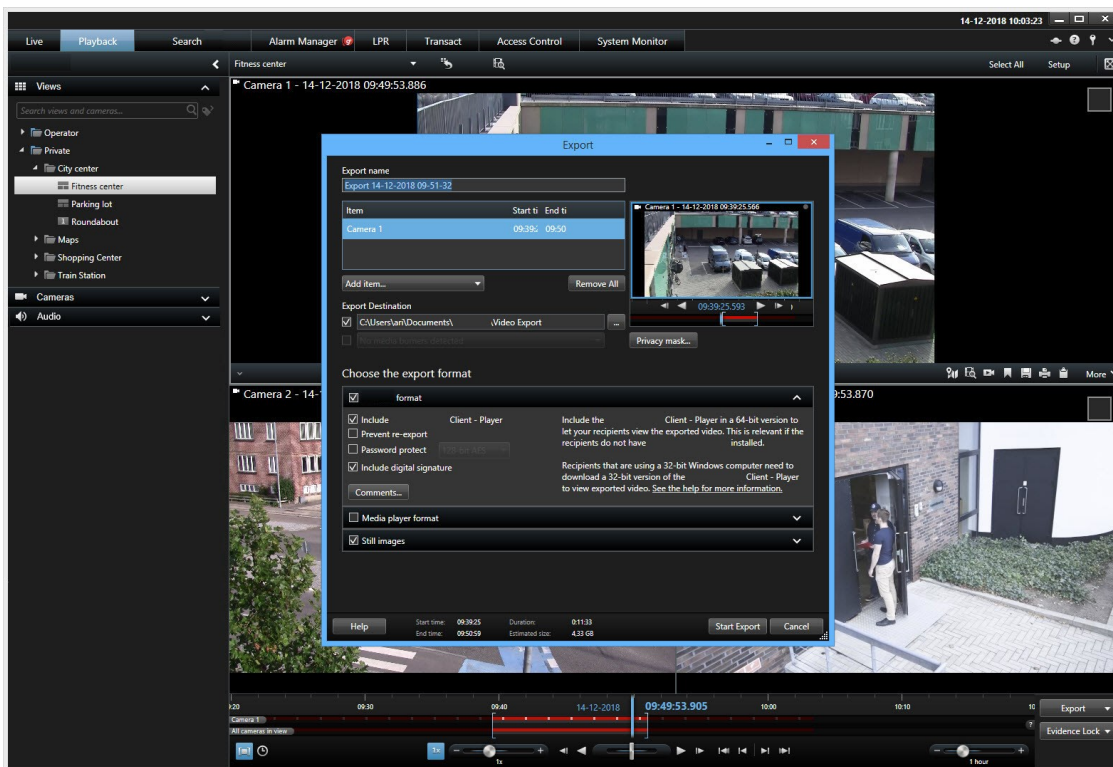 14-12-2018 10:03:23
Live Playback Search Alarm Manager LPR Transact Access Control System Monitor
Fitness center Select All Setup
Views
Search views and cameras...
Operator
Private
City center
Fitness center
Parking lot
Roundabout
Maps
Shopping Center
Train Station
Cameras
Audio
Camera 1 - 14-12-2018 09:49:53.886
Export
Export name
Export 14-12-2018 09-51-32
Item Start ti End ti
Camera 1 09:39: 09:50
Add item... Remove All
Camera 1 - 14-12-2018 09:39:25.566
09:39:25.593
Export Destination
C:\Users\ari\Documents\ .\Video Export ...
No media burners detected
Privacy mask...
Choose the export format
format
Include Client - Player
Prevent re-export
Password protect
Include digital signature
Comments...
Include the Client - Player in a 64-bit version to
let your recipients view the exported video. This is relevant if the
recipients do not have installed.
Recipients that are using a 32-bit Windows computer need to
download a 32-bit version of the Client - Player
to view exported video. See the help for more information.
Media player format
Still images
Help Start time: 09:39:25 Duration: 0:11:33 Start Export Cancel
End time: 09:50:59 Estimated size: 4,33 GB
More
Camera 2 - 14-
9:53.870
:20 09:30 09:40 14-12-2018 09:49:53.905 10:00 10:10 10
Camera 1
All cameras in view
Export
Evidence Lock
1x
1x
1 hour